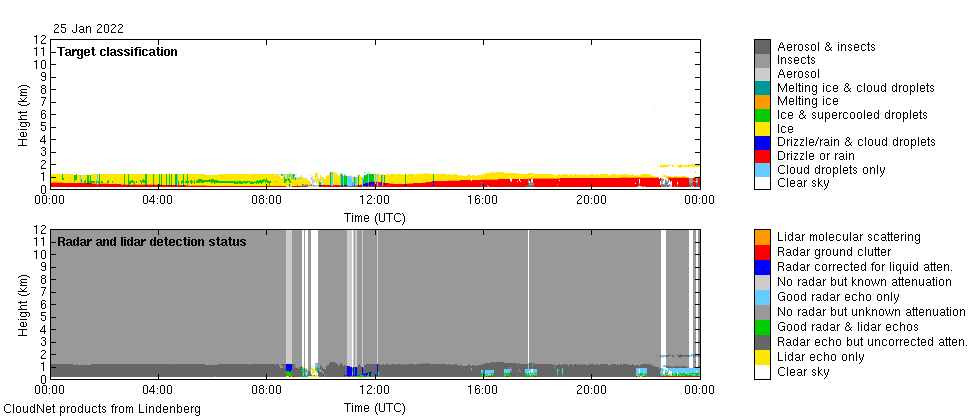 25 Jan 2022
Target classification
Height (km)
12
11
10
9
8
7
6
5
4
3
2
1
0
00:00 04:00 08:00 12:00 16:00 20:00 00:00
Time (UTC)
Aerosol & insects
Insects
Aerosol
Melting ice & cloud droplets
Melting ice
Ice & supercooled droplets
Ice
Drizzle/rain & cloud droplets
Drizzle or rain
Cloud droplets only
Clear sky
Radar and lidar detection status
Height (km)
12
11
10
9
8
7
6
5
4
3
2
1
0
00:00 04:00 08:00 12:00 16:00 20:00 00:00
Time (UTC)
Lidar molecular scattering
Radar ground clutter
Radar corrected for liquid atten.
No radar but known attenuation
Good radar echo only
No radar but unknown attenuation
Good radar & lidar echos
Radar echo but uncorrected atten.
Lidar echo only
Clear sky
CloudNet products from Lindenberg